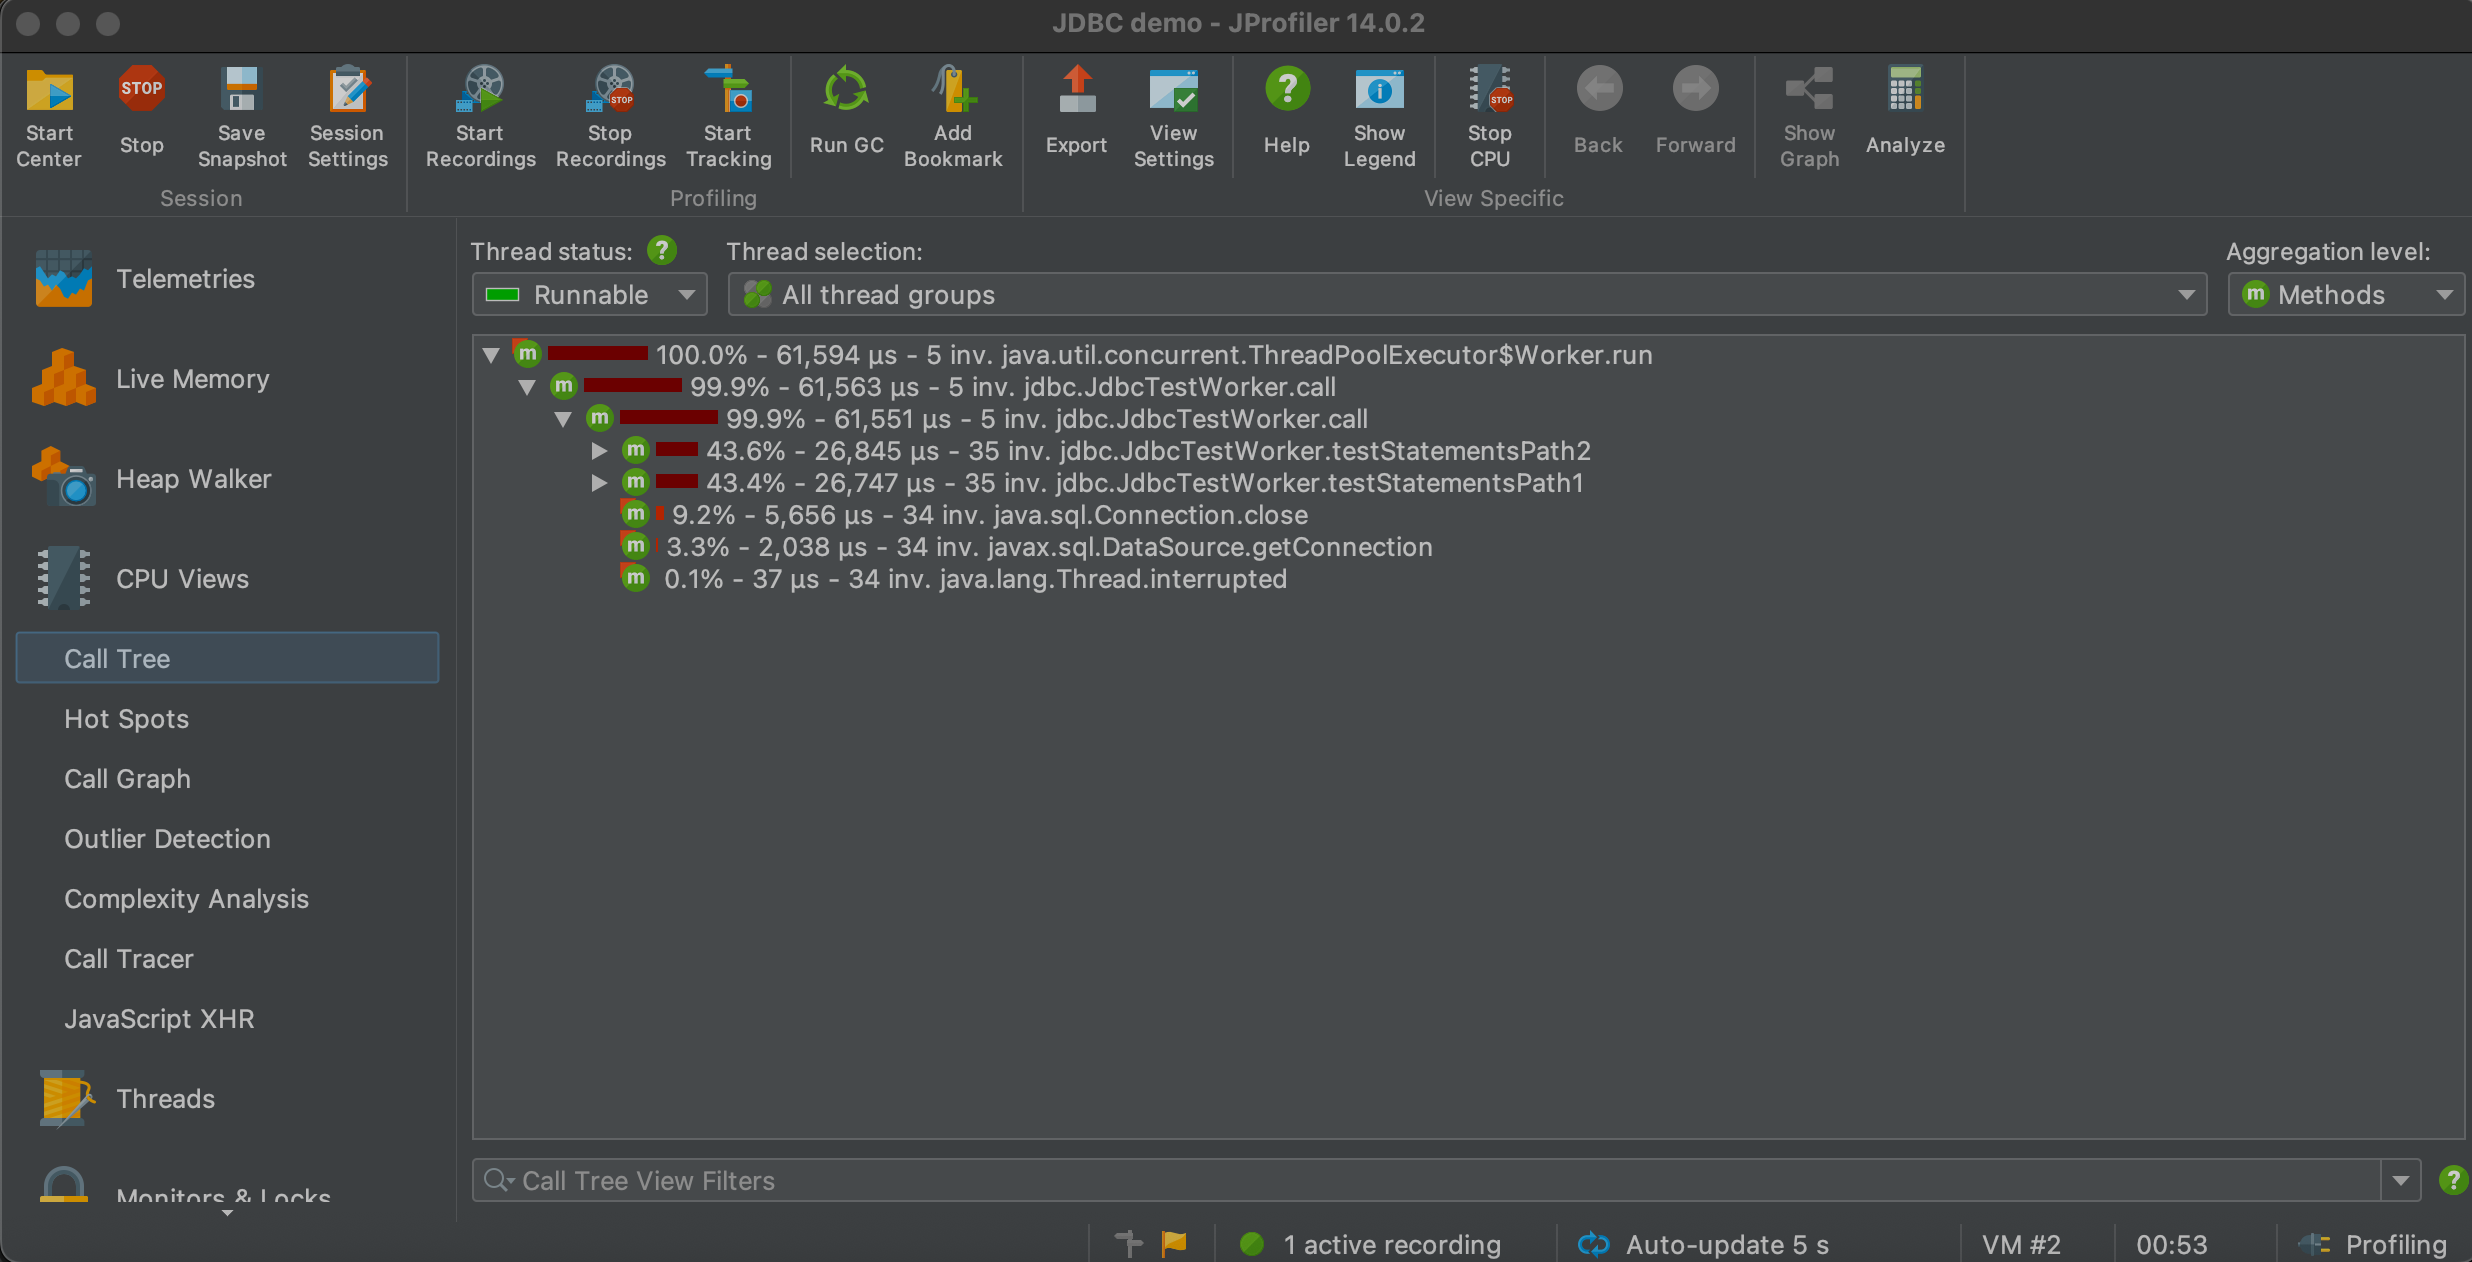 JDBC demo - JProfiler 14.0.2
Start Center
STOP
Stop
Save Snapshot
Session Settings
Start Recordings
STOP
Stop Recordings
Start Tracking
Run GC
Add Bookmark
Export
View Settings
?
Help
Show Legend
STOP
Stop CPU
Back
Forward
Show Graph
Analyze
Session
Profiling
View Specific
Telemetries
Live Memory
Heap Walker
CPU Views
Call Tree
Hot Spots
Call Graph
Outlier Detection
Complexity Analysis
Call Tracer
JavaScript XHR
Threads
Monitors & Locks
Thread status: ?
Thread selection:
Aggregation level:
Runnable
All thread groups
m Methods
m 100.0% - 61,594 µs - 5 inv. java.util.concurrent.ThreadPoolExecutor$Worker.run
m 99.9% - 61,563 µs - 5 inv. jdbc.JdbcTestWorker.call
m 99.9% - 61,551 µs - 5 inv. jdbc.JdbcTestWorker.call
m 43.6% - 26,845 µs - 35 inv. jdbc.JdbcTestWorker.testStatementsPath2
m 43.4% - 26,747 µs - 35 inv. jdbc.JdbcTestWorker.testStatementsPath1
m 9.2% - 5,656 µs - 34 inv. java.sql.Connection.close
m 3.3% - 2,038 µs - 34 inv. javax.sql.DataSource.getConnection
m 0.1% - 37 µs - 34 inv. java.lang.Thread.interrupted
Call Tree View Filters
?
1 active recording
Auto-update 5 s
VM #2
00:53
Profiling